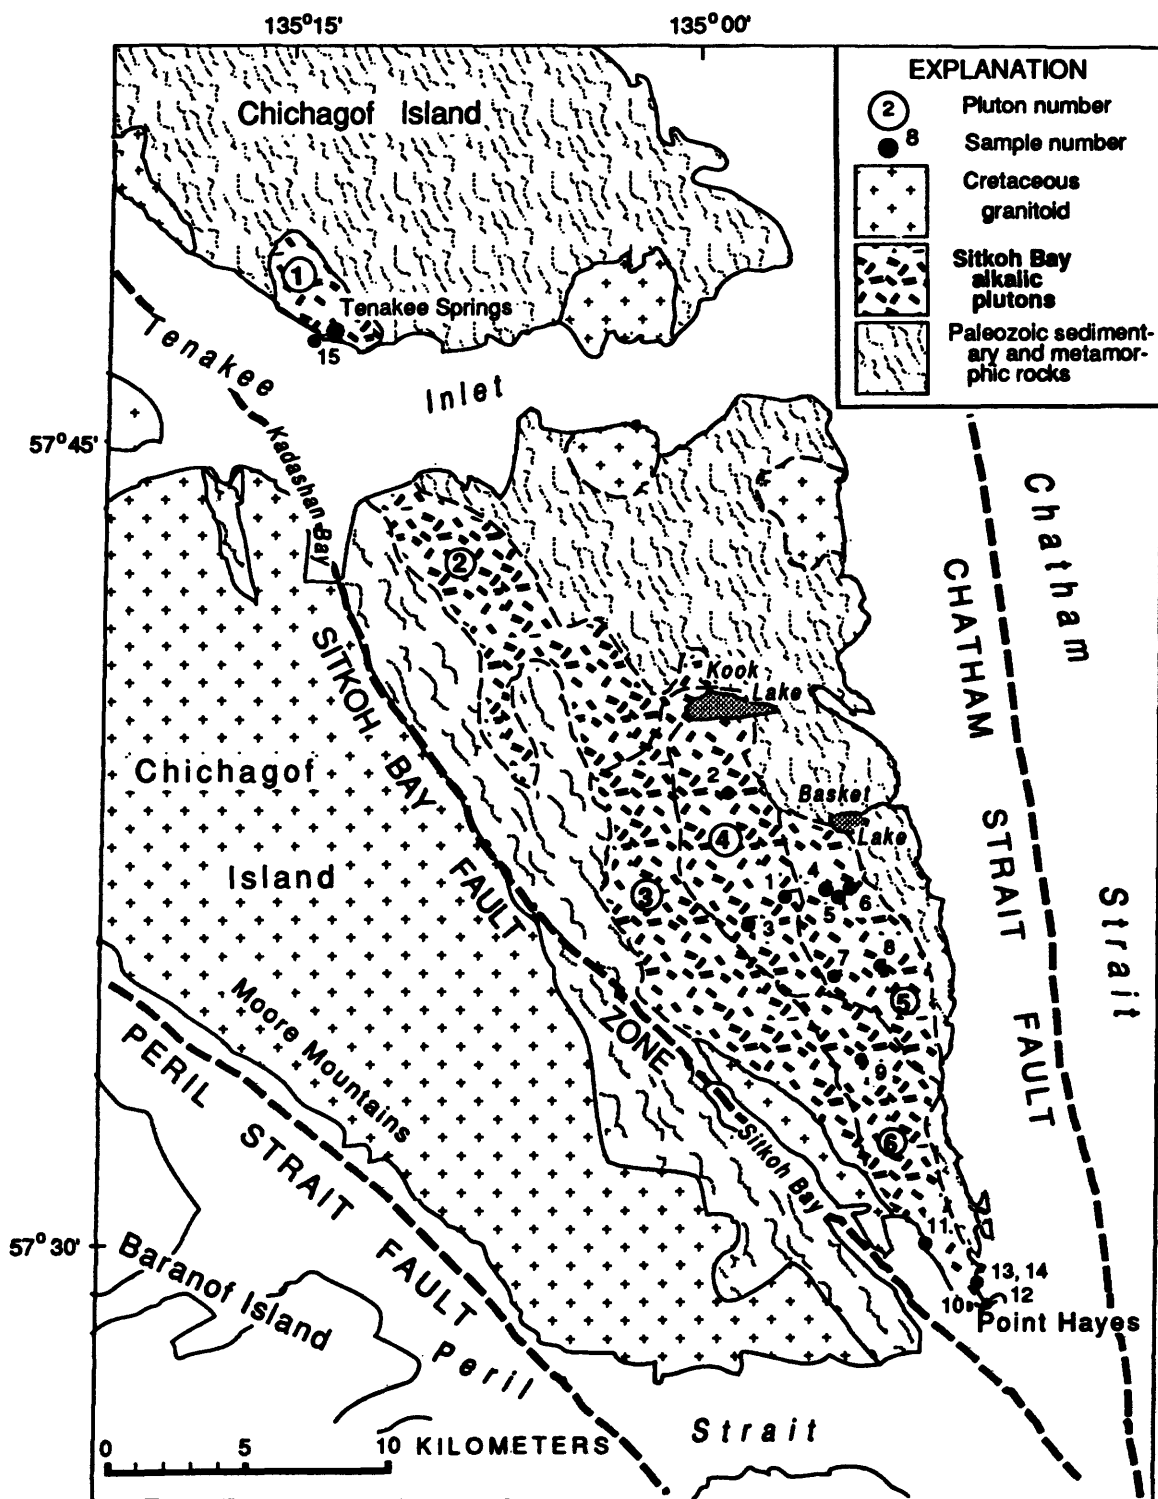 135°15'
135°00'
EXPLANATION
2 Pluton number
8 Sample number
Cretaceous
granitoid
Sitkoh Bay
alkalic
plutons
Paleozoic sediment-
ary and metamor-
phic rocks
Chichagof Island
1
Tenakee Springs
15
Tenakee
Inlet
57°45'
Kadashan Bay
2
Chatham
CHATHAM
STRAIT
FAULT
Strait
SITKOH
BAY
FAULT
ZONE
Kook
Lake
2
Basket
Lake
Chichagof
Island
4
3
1
4
5
6
3
7
8
5
9
6
Moore Mountains
PERIL
STRAIT
FAULT
Sitkoh Bay
57°30'
Baranof Island
11
13, 14
12
10
Point Hayes
Peril
Strait
0 5 10 KILOMETERS